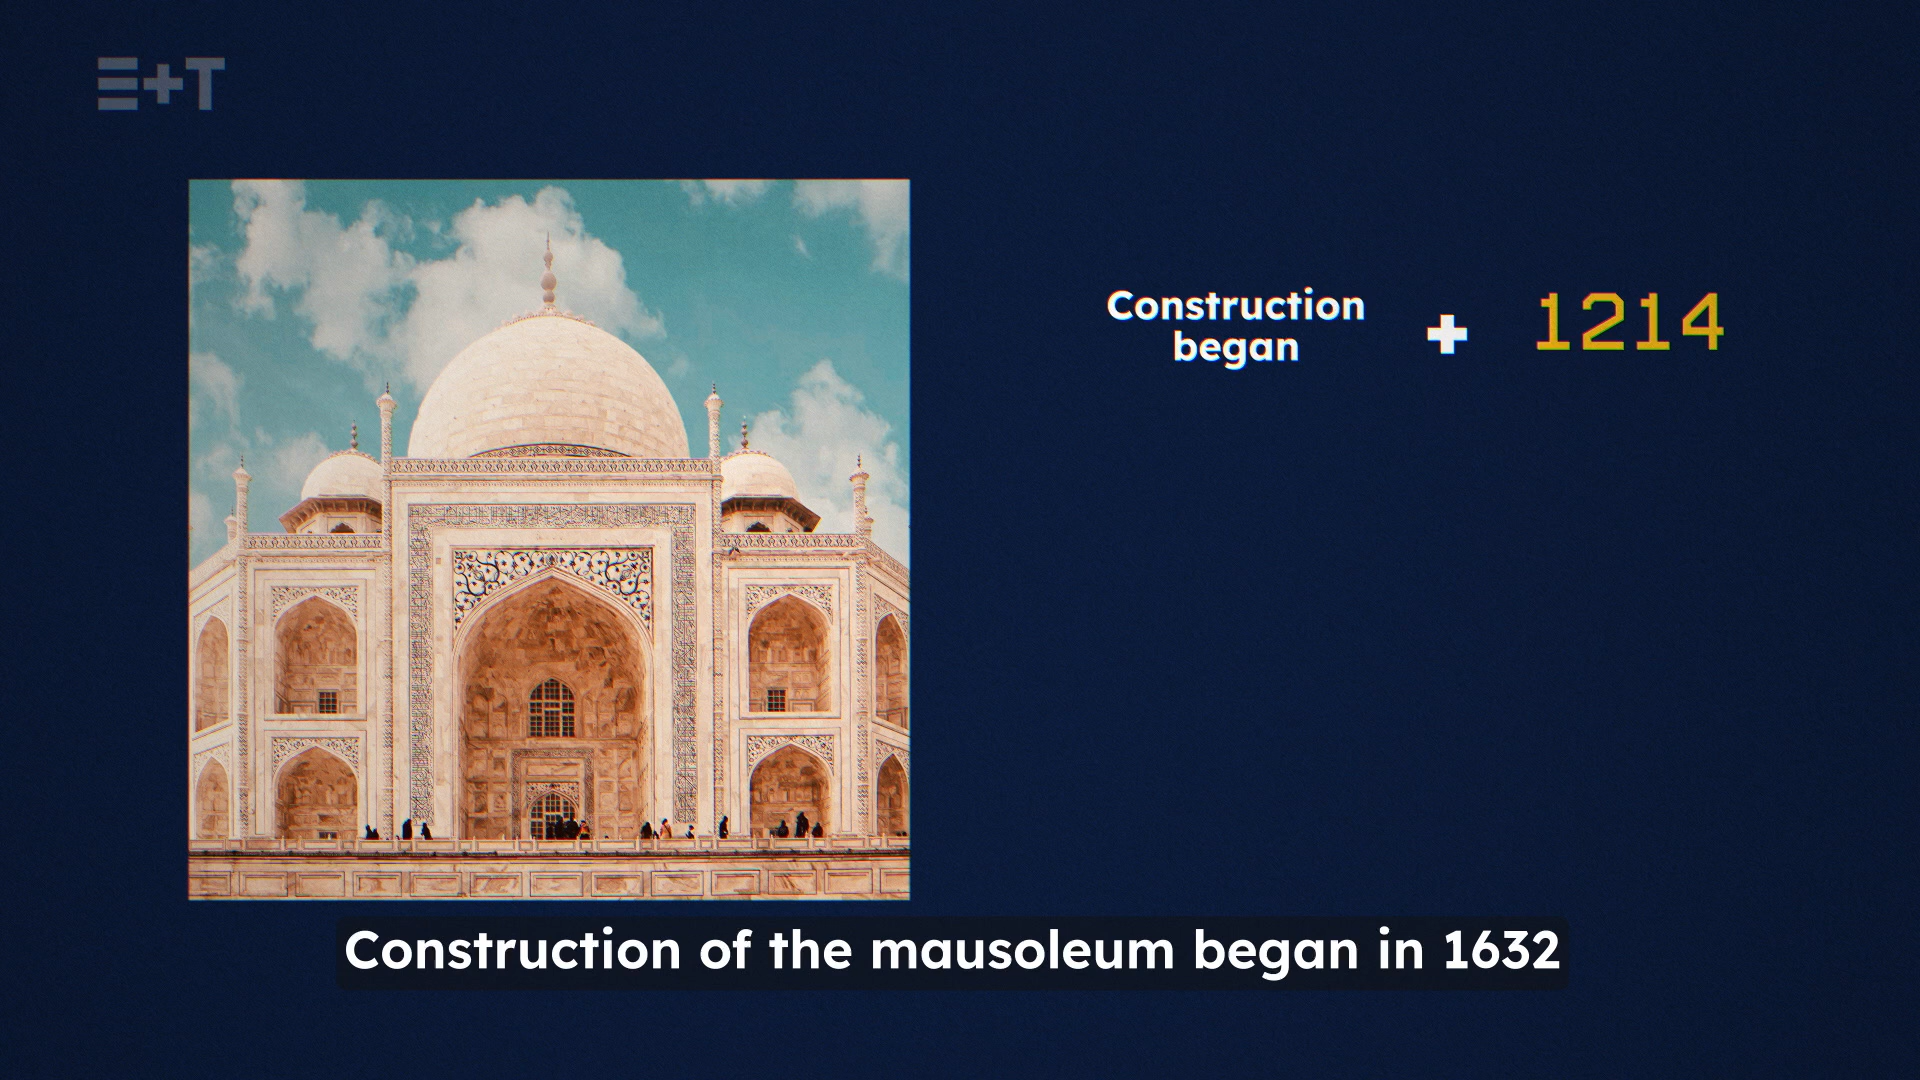 E+T
Construction
began
+
1214
Construction of the mausoleum began in 1632